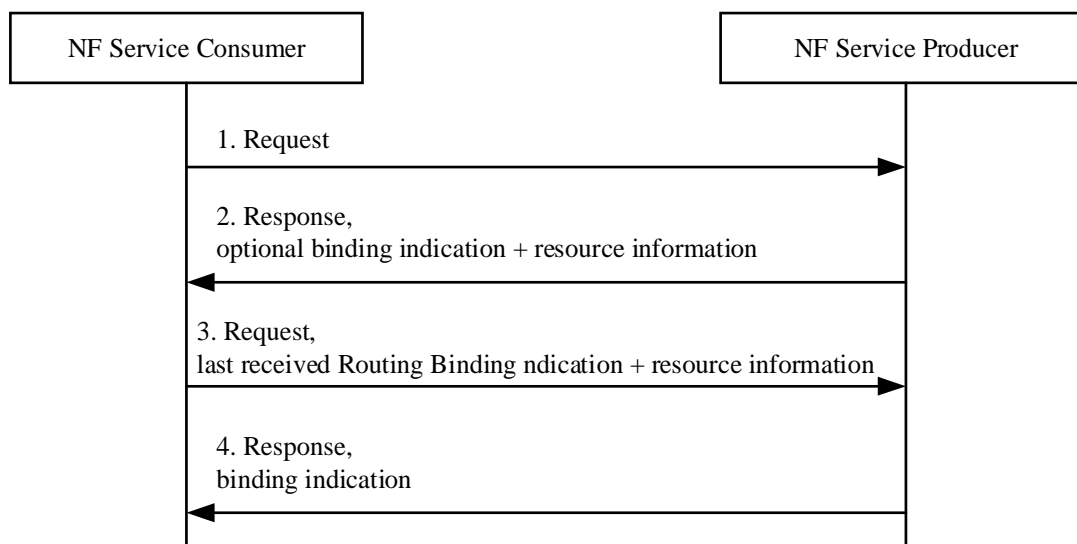 NF Service Consumer
NF Service Producer
1. Request
2. Response,
optional binding indication + resource information
3. Request,
last received Routing Binding ndication + resource information
4. Response,
binding indication